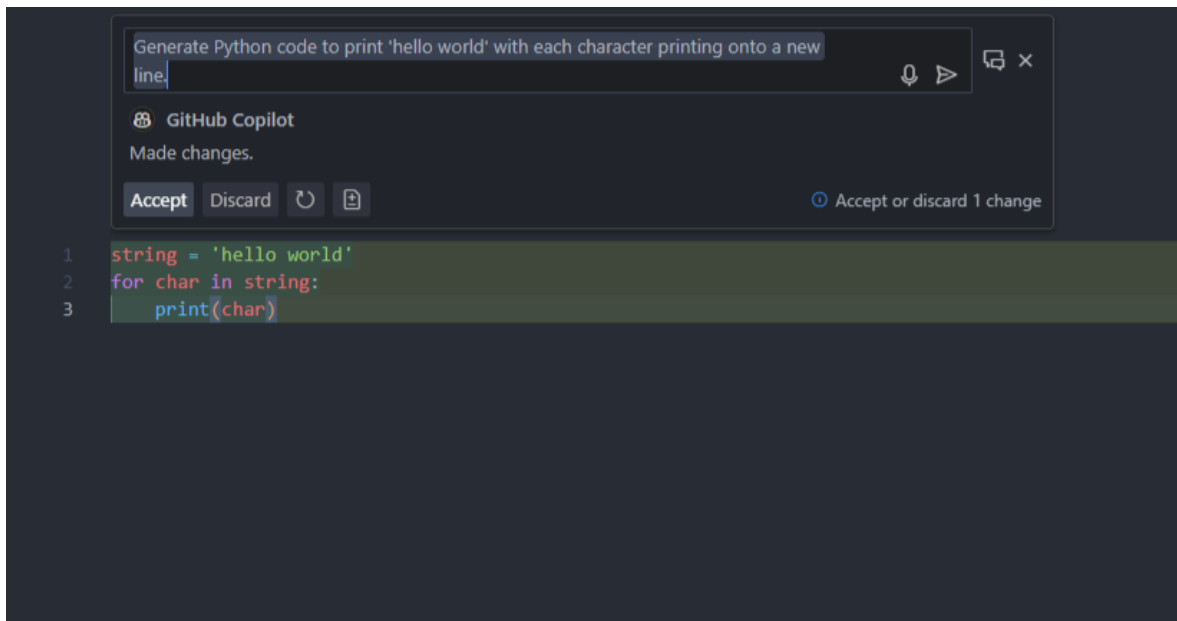 Generate Python code to print 'hello world' with each character printing onto a new
line.
GitHub Copilot
Made changes.
Accept Discard Accept or discard 1 change
1 string = 'hello world'
2 for char in string:
3     print(char)